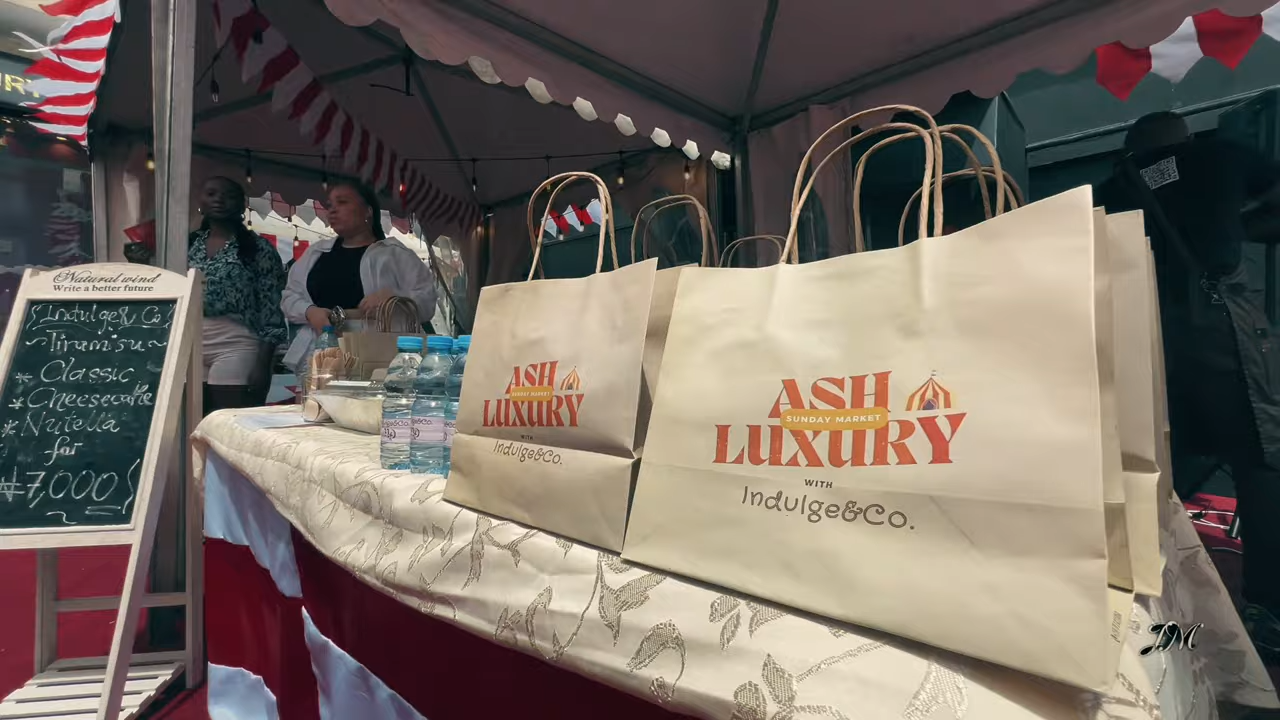 Natural wind
Write a better future
Indulge & Co
~Tiramisu~
* Classic
* Cheesecake
* Nutella
for
₦7,000
ASH
SUNDAY MARKET
LUXURY
WITH
Indulge&Co.
ASH
SUNDAY MARKET
LUXURY
WITH
Indulge&Co.
JM